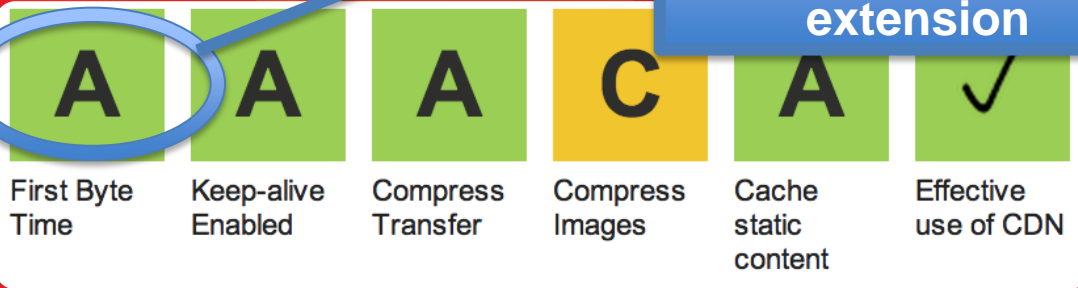 extension
A A A C A ✓
First Byte Time
Keep-alive Enabled
Compress Transfer
Compress Images
Cache static content
Effective use of CDN